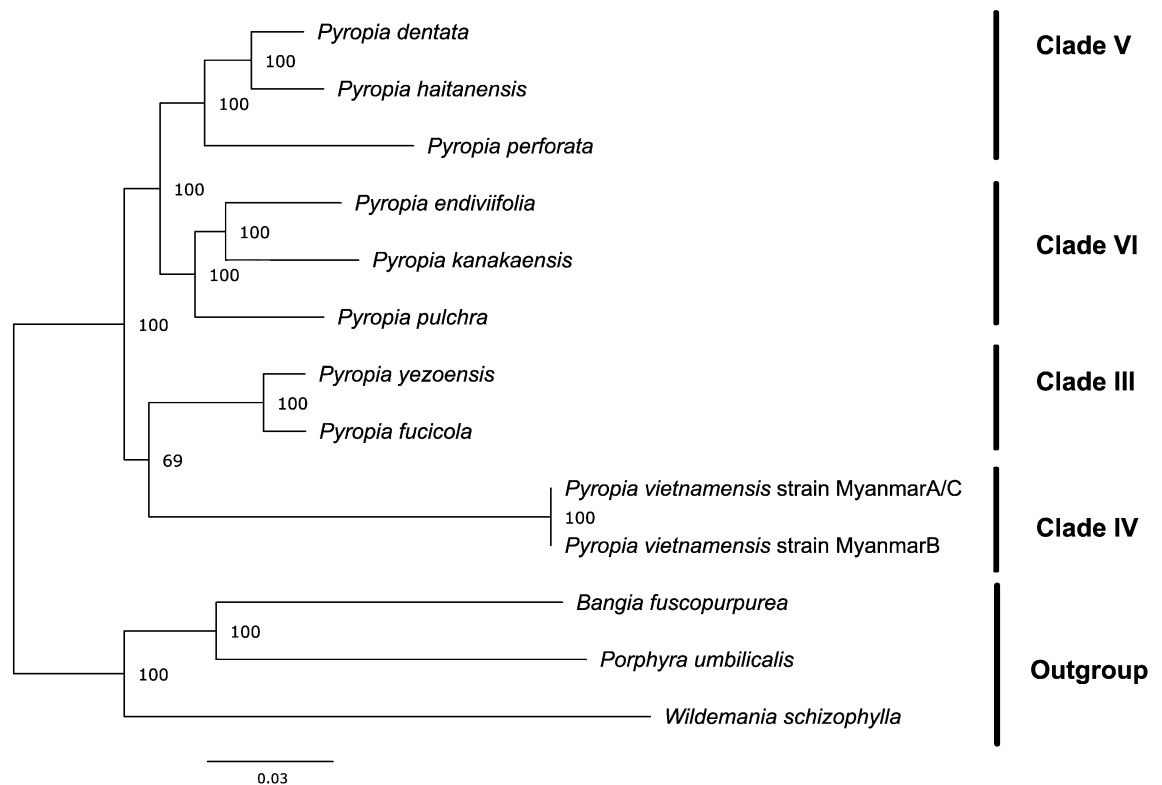 Pyropia dentata
Clade V
100
Pyropia haitanensis
100
Pyropia perforata
100
Pyropia endiviifolia
100
Clade VI
Pyropia kanakaensis
100
Pyropia pulchra
100
Pyropia yezoensis
Clade III
100
Pyropia fucicola
69
Pyropia vietnamensis strain MyanmarA/C
100
Clade IV
Pyropia vietnamensis strain MyanmarB
Bangia fuscopurpurea
100
Porphyra umbilicalis
Outgroup
100
Wildemania schizophylla
0.03